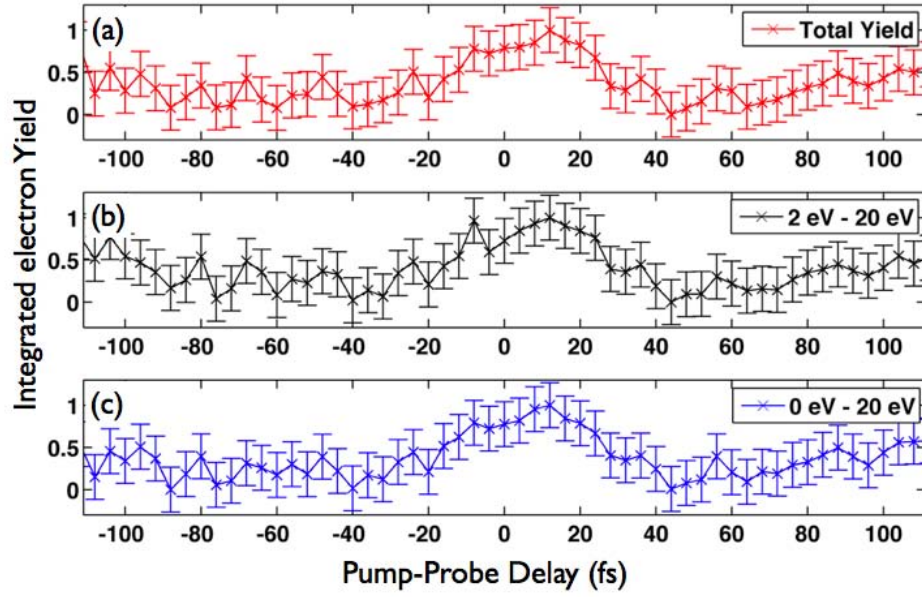 Integrated electron Yield
(a)
Total Yield
1
0.5
0
-100 -80 -60 -40 -20 0 20 40 60 80 100
(b)
2 eV - 20 eV
1
0.5
0
-100 -80 -60 -40 -20 0 20 40 60 80 100
(c)
0 eV - 20 eV
1
0.5
0
-100 -80 -60 -40 -20 0 20 40 60 80 100
Pump-Probe Delay (fs)